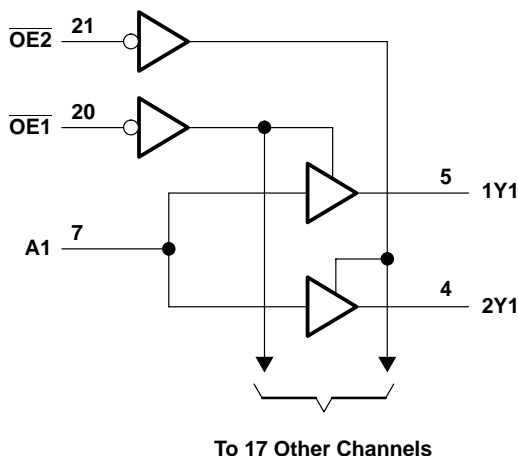 OE2 21
OE1 20
5 1Y1
A1 7
4 2Y1
To 17 Other Channels